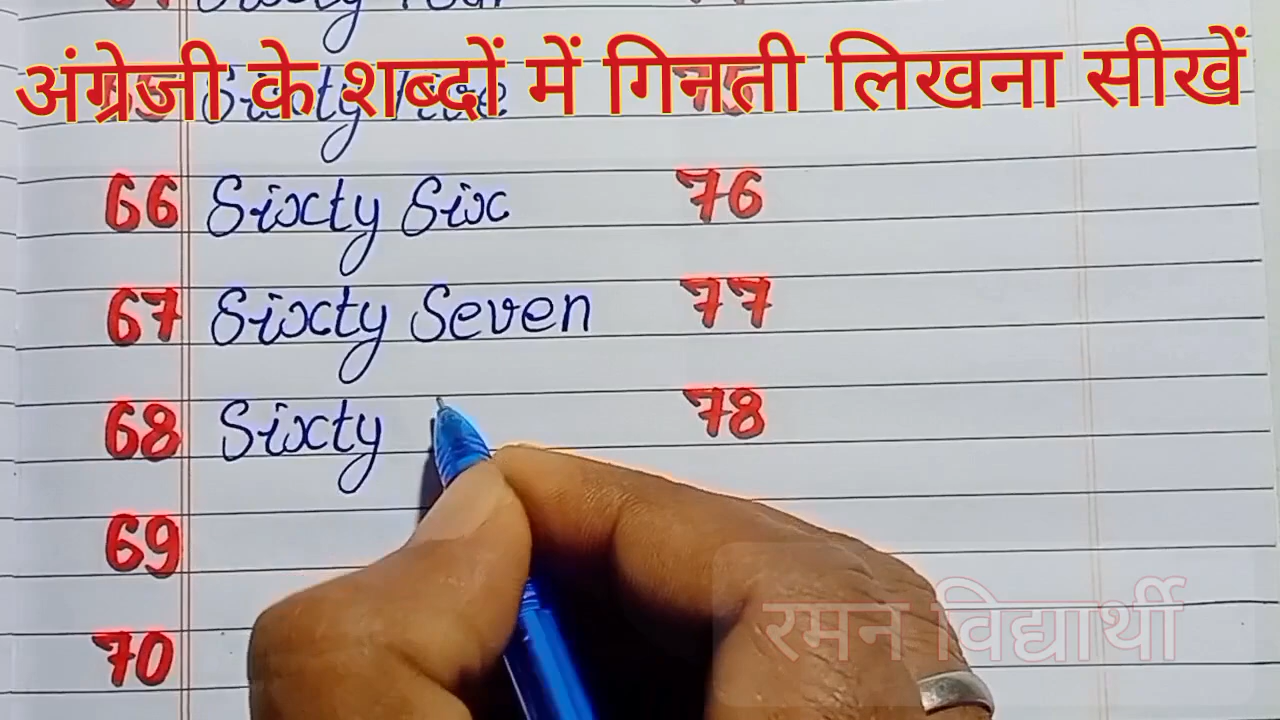 अंग्रेजी के शब्दों में गिनती लिखना सीखें
66 Sixty Six 76
67 Sixty Seven 77
68 Sixty 78
69
70
रमन विद्यार्थी